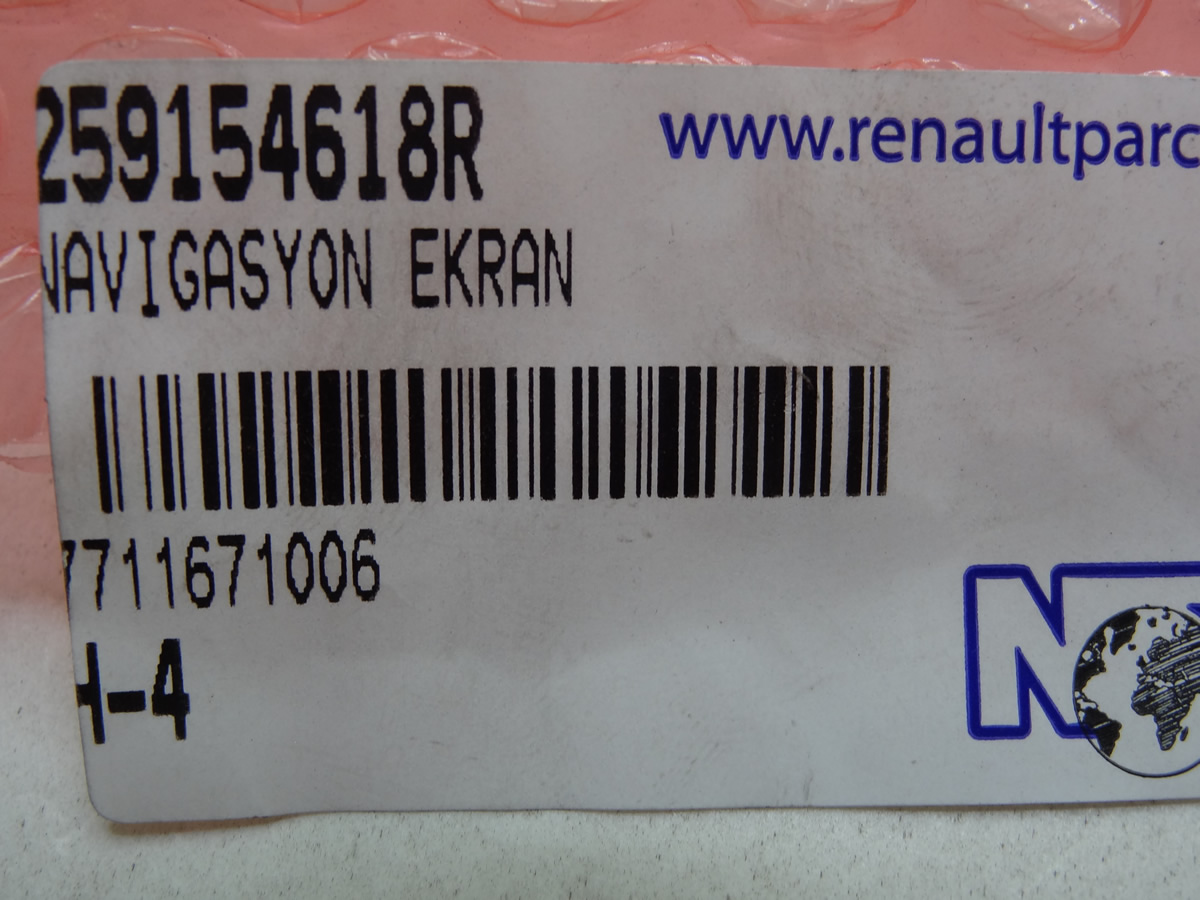 259154618R
www.renaultparc
NAVIGASYON EKRAN
7711671006
H-4
N